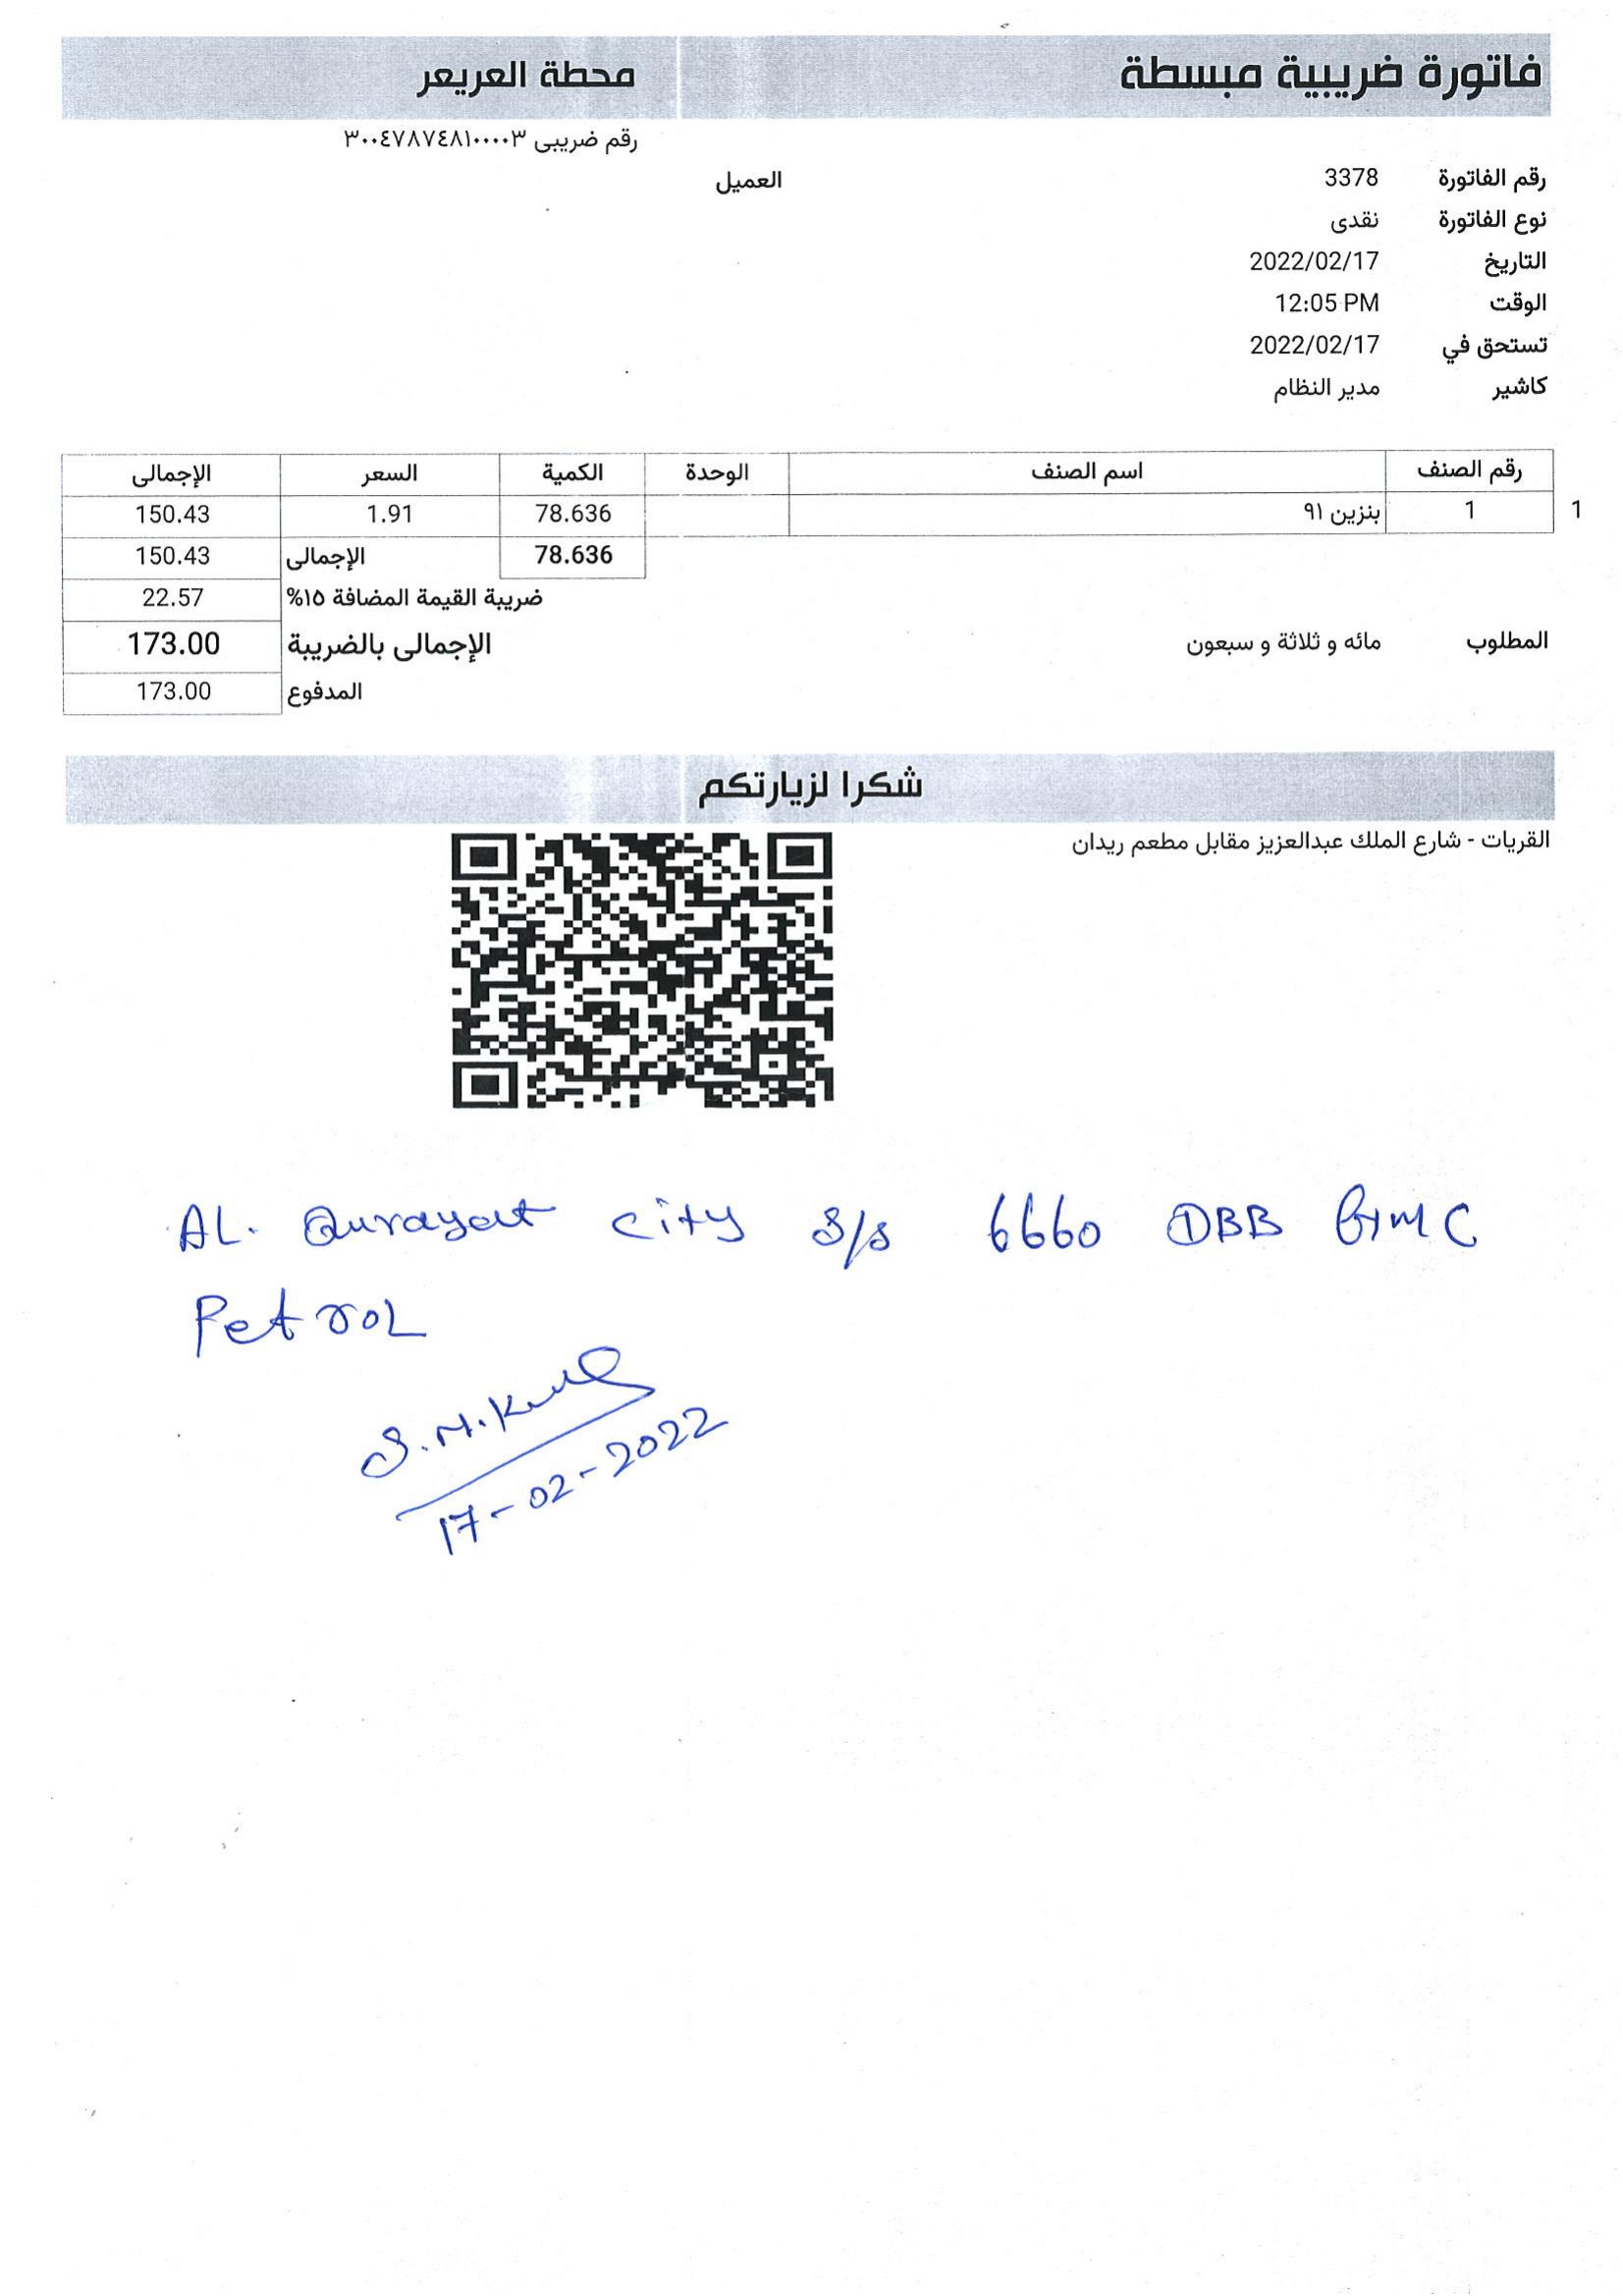 فاتورة ضريبية مبسطة
محطة العريعر
رقم ضريبى ٣٠٠٤٧٨٧٤٨١٠٠٠٠٣
رقم الفاتورة 3378
العميل
نوع الفاتورة نقدى
التاريخ 2022/02/17
الوقت 12:05 PM
تستحق في 2022/02/17
كاشير مدير النظام
رقم الصنف اسم الصنف الوحدة الكمية السعر الإجمالى
1 1 بنزين ٩١ 78.636 1.91 150.43
78.636 الإجمالى 150.43
ضريبة القيمة المضافة ١٥% 22.57
المطلوب مائه و ثلاثة و سبعون الإجمالى بالضريبة 173.00
المدفوع 173.00
شكرا لزيارتكم
القريات - شارع الملك عبدالعزيز مقابل مطعم ريدان
AL. Qurayat City S/S 6660 DBB GMC
Petrol
S.M.
17-02-2022